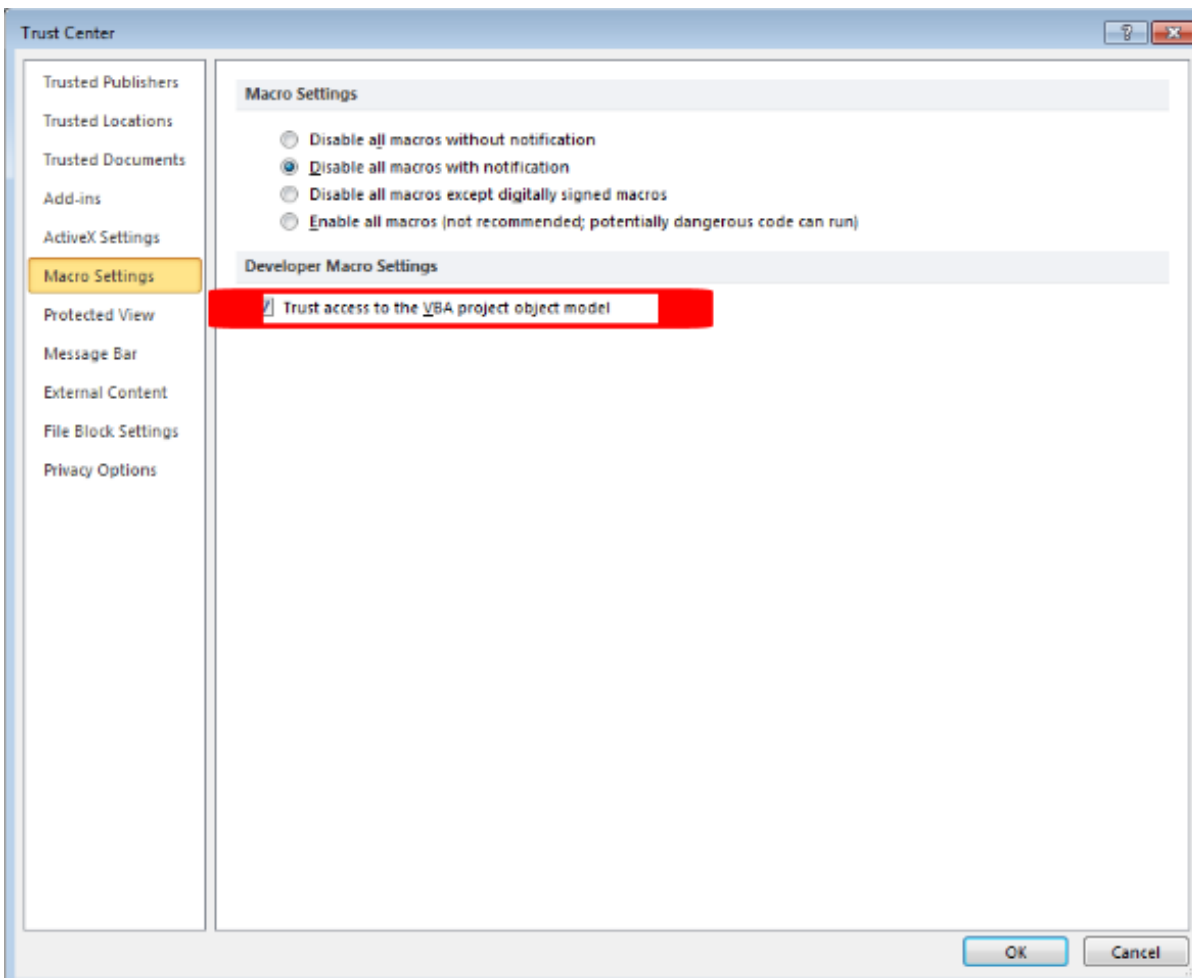 Trust Center
Trusted Publishers
Trusted Locations
Trusted Documents
Add-ins
ActiveX Settings
Macro Settings
Protected View
Message Bar
External Content
File Block Settings
Privacy Options
Macro Settings
Disable all macros without notification
Disable all macros with notification
Disable all macros except digitally signed macros
Enable all macros (not recommended; potentially dangerous code can run)
Developer Macro Settings
Trust access to the VBA project object model
OK
Cancel